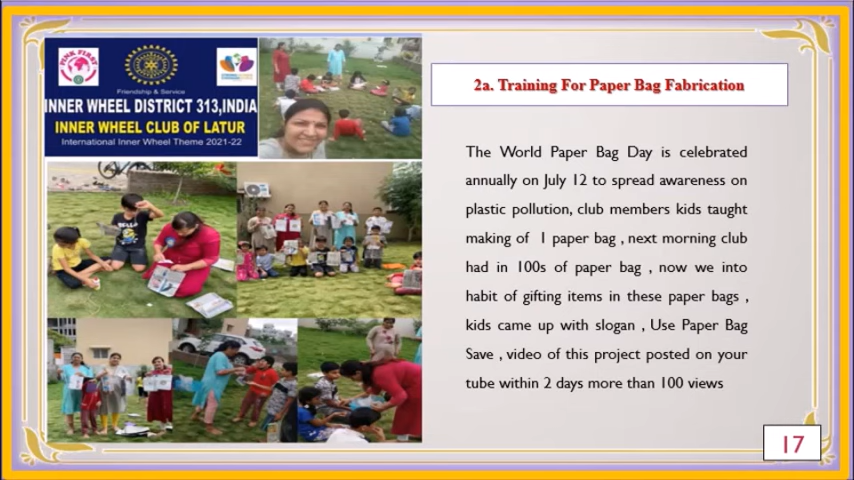 PINK FIRST
Friendship & Service
INNER WHEEL DISTRICT 313,INDIA
INNER WHEEL CLUB OF LATUR
International Inner Wheel Theme 2021-22
2a. Training For Paper Bag Fabrication
The World Paper Bag Day is celebrated
annually on July 12 to spread awareness on
plastic pollution, club members kids taught
making of 1 paper bag , next morning club
had in 100s of paper bag , now we into
habit of gifting items in these paper bags ,
kids came up with slogan , Use Paper Bag
Save , video of this project posted on your
tube within 2 days more than 100 views
17